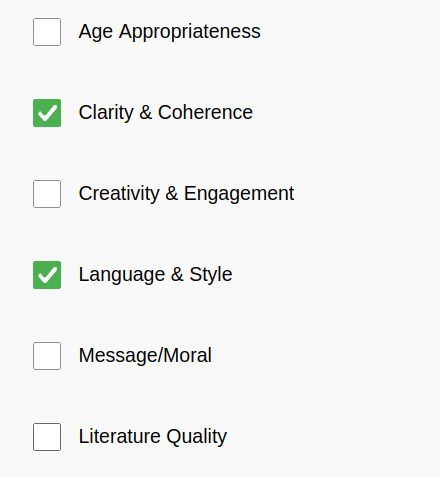 Age Appropriateness
Clarity & Coherence
Creativity & Engagement
Language & Style
Message/Moral
Literature Quality